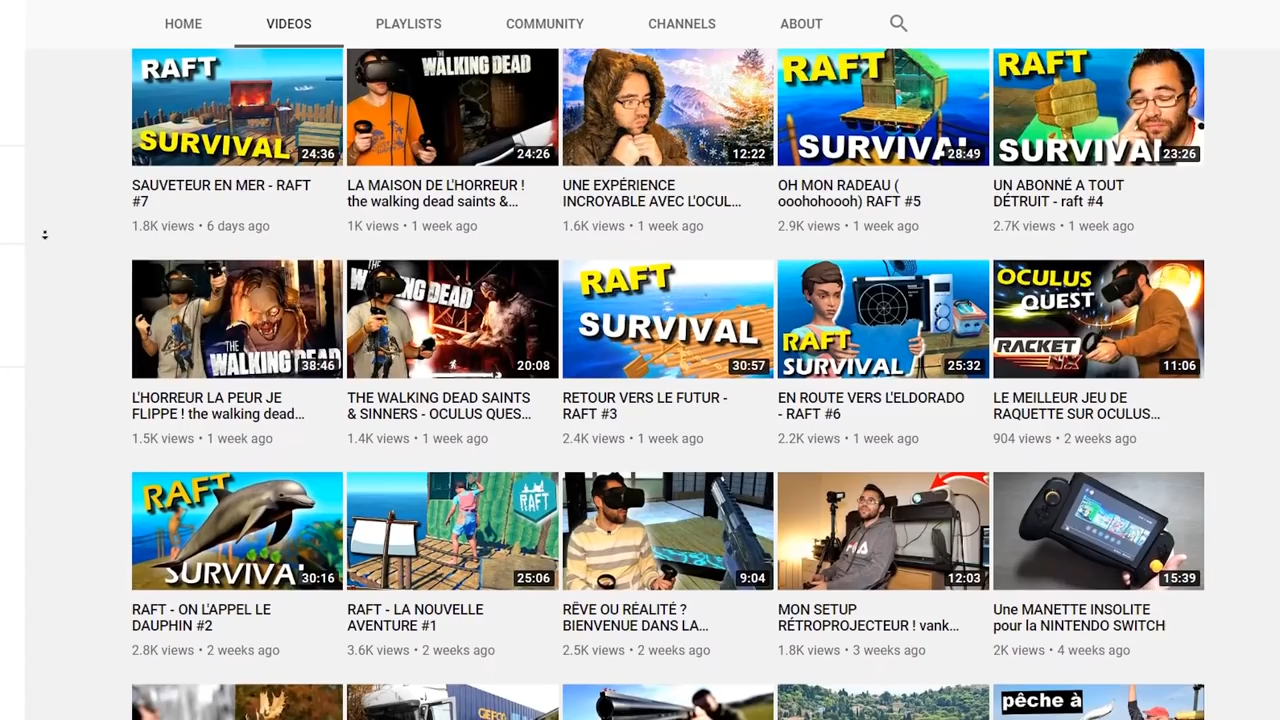 HOME VIDEOS PLAYLISTS COMMUNITY CHANNELS ABOUT
RAFT
SURVIVAL
24:36
THE
WALKING DEAD
24:26
12:22
RAFT
SURVIVAL
28:49
RAFT
SURVIVAL
23:26
SAUVETEUR EN MER - RAFT
#7
1.8K views • 6 days ago
LA MAISON DE L'HORREUR !
the walking dead saints &...
1K views • 1 week ago
UNE EXPÉRIENCE
INCROYABLE AVEC L'OCUL...
1.6K views • 1 week ago
OH MON RADEAU (
ooohohoooh) RAFT #5
2.9K views • 1 week ago
UN ABONNÉ A TOUT
DÉTRUIT - raft #4
2.7K views • 1 week ago
THE
WALKING DEAD
38:46
THE
WALKING DEAD
20:08
RAFT
SURVIVAL
30:57
RAFT
SURVIVAL
25:32
OCULUS
QUEST
RACKET
NX
11:06
L'HORREUR LA PEUR JE
FLIPPE ! the walking dead...
1.5K views • 1 week ago
THE WALKING DEAD SAINTS
& SINNERS - OCULUS QUES...
1.4K views • 1 week ago
RETOUR VERS LE FUTUR -
RAFT #3
2.4K views • 1 week ago
EN ROUTE VERS L'ELDORADO
- RAFT #6
2.2K views • 1 week ago
LE MEILLEUR JEU DE
RAQUETTE SUR OCULUS...
904 views • 2 weeks ago
RAFT
SURVIVAL
30:16
RAFT
25:06
9:04
FILA
12:03
15:39
RAFT - ON L'APPEL LE
DAUPHIN #2
2.8K views • 2 weeks ago
RAFT - LA NOUVELLE
AVENTURE #1
3.6K views • 2 weeks ago
RÊVE OU RÉALITÉ ?
BIENVENUE DANS LA...
2.5K views • 2 weeks ago
MON SETUP
RÉTROPROJECTEUR ! vank...
1.8K views • 3 weeks ago
Une MANETTE INSOLITE
pour la NINTENDO SWITCH
2K views • 4 weeks ago
GEFCO
pêche à